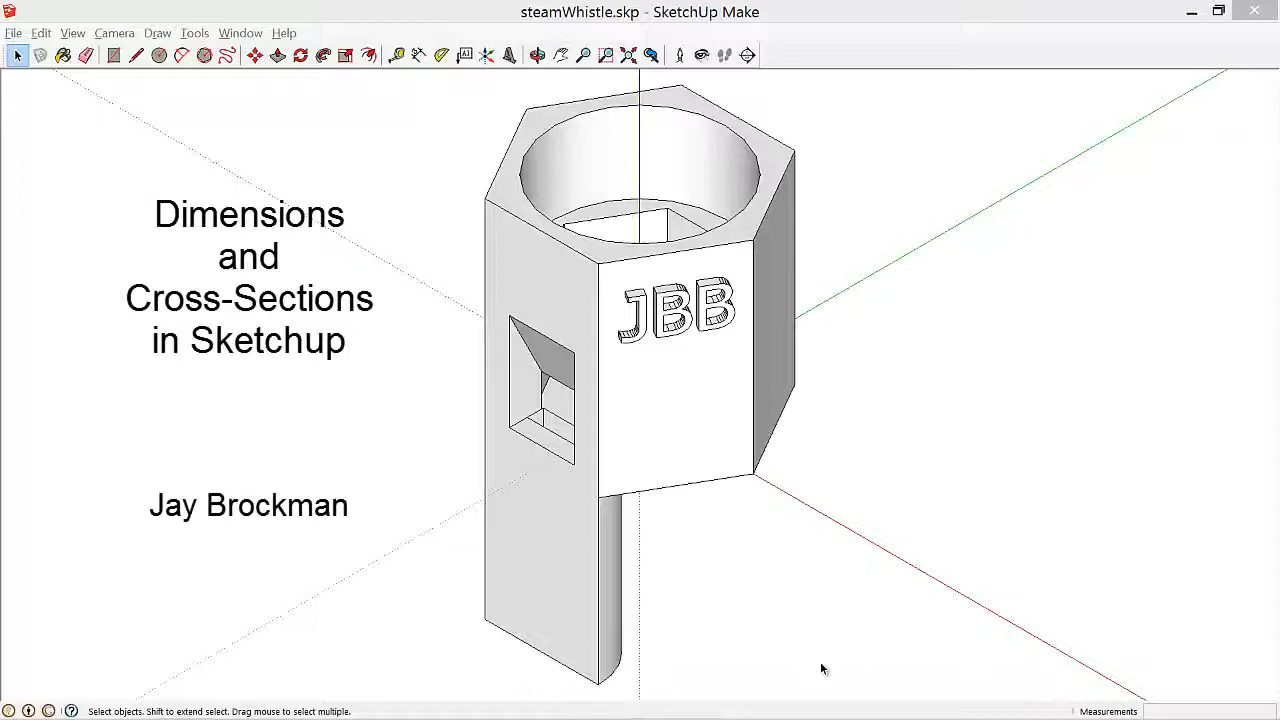 steamWhistle.skp - SketchUp Make
File Edit View Camera Draw Tools Window Help
Dimensions
and
Cross-Sections
in Sketchup
Jay Brockman
JBB
Select objects. Shift to extend select. Drag mouse to select multiple.
Measurements